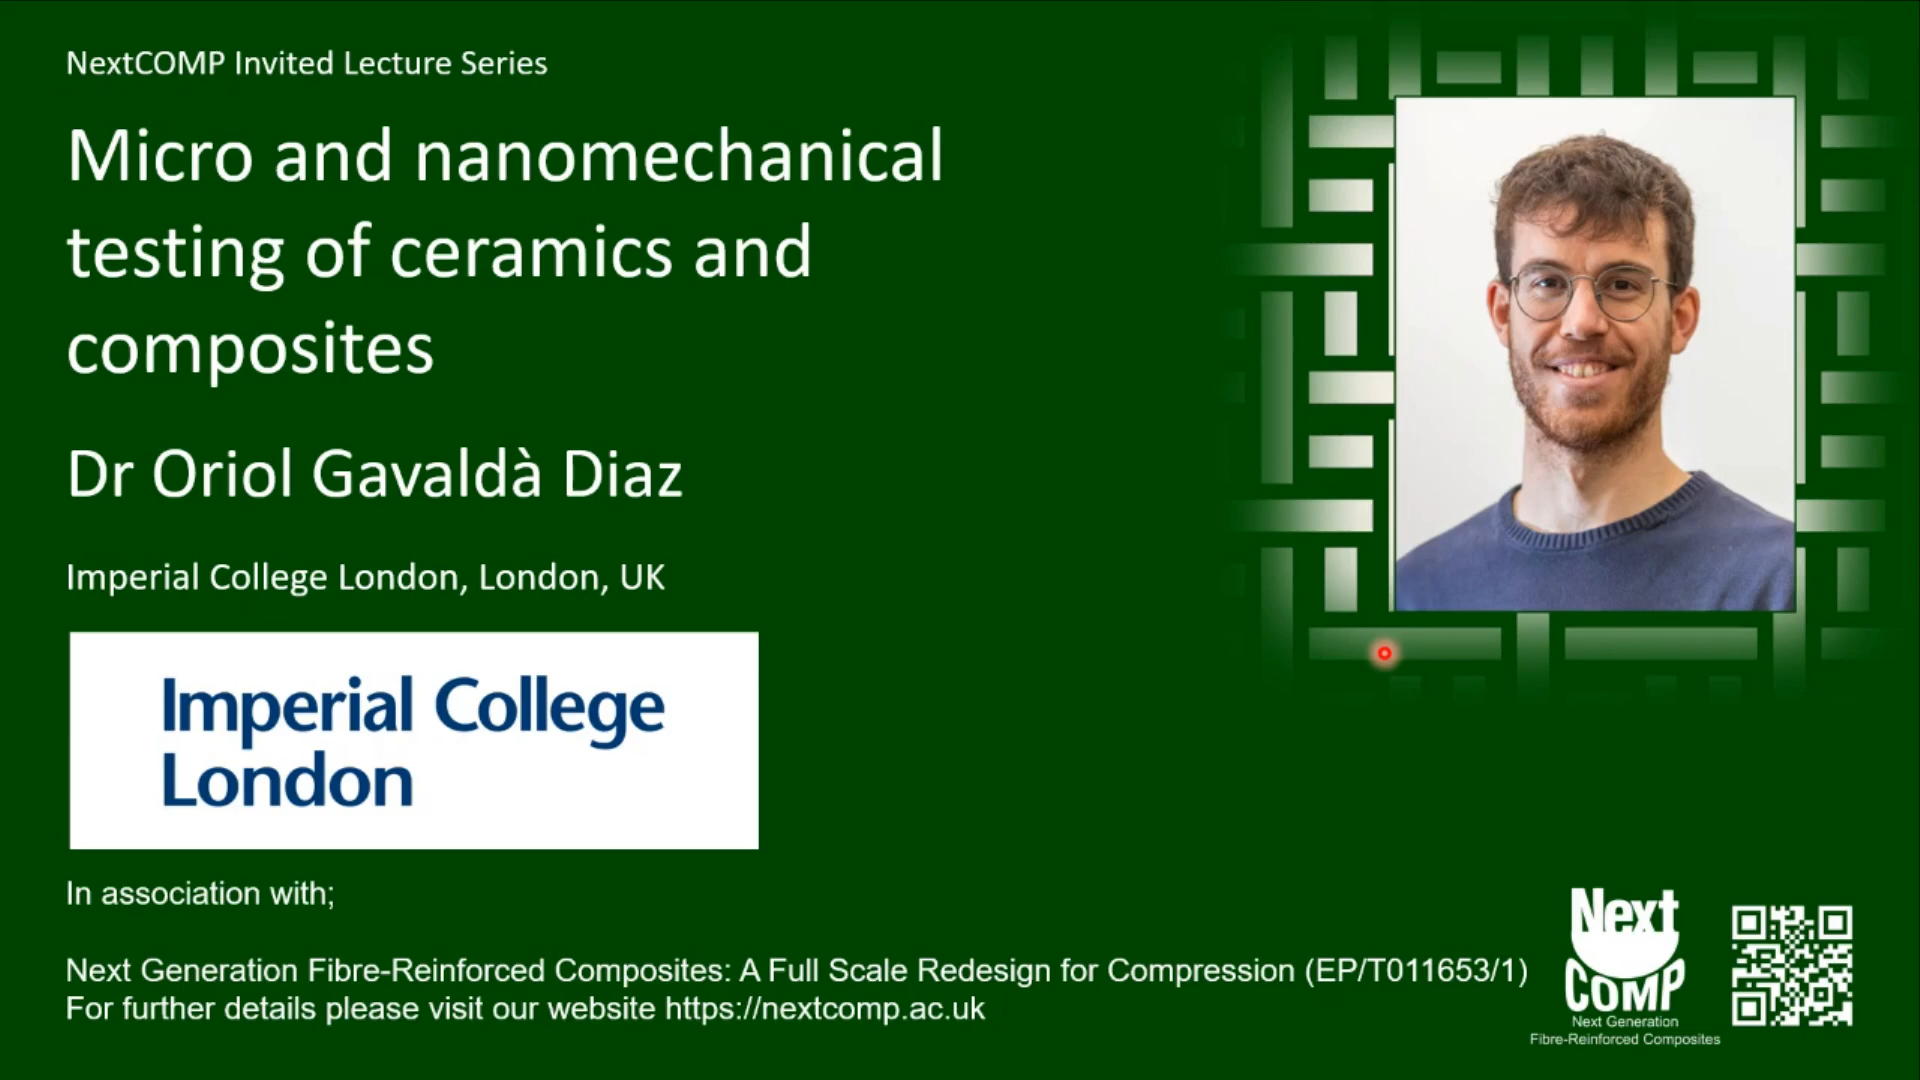 NextCOMP Invited Lecture Series
Micro and nanomechanical
testing of ceramics and
composites
Dr Oriol Gavaldà Diaz
Imperial College London, London, UK
Imperial College
London
In association with;
Next Generation Fibre-Reinforced Composites: A Full Scale Redesign for Compression (EP/T011653/1)
For further details please visit our website https://nextcomp.ac.uk
Next
COMP
Next Generation
Fibre-Reinforced Composites